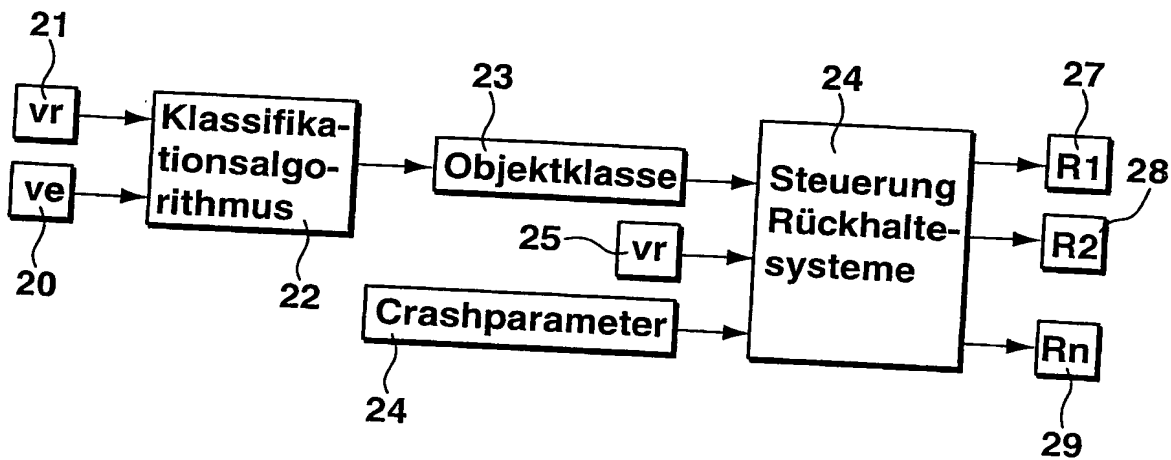 21
23
24
27
vr
Klassifika-
tionsalgo-
rithmus
Objektklasse
Steuerung
Rückhalte-
systeme
R1
28
ve
25
vr
R2
20
22
Crashparameter
Rn
24
29